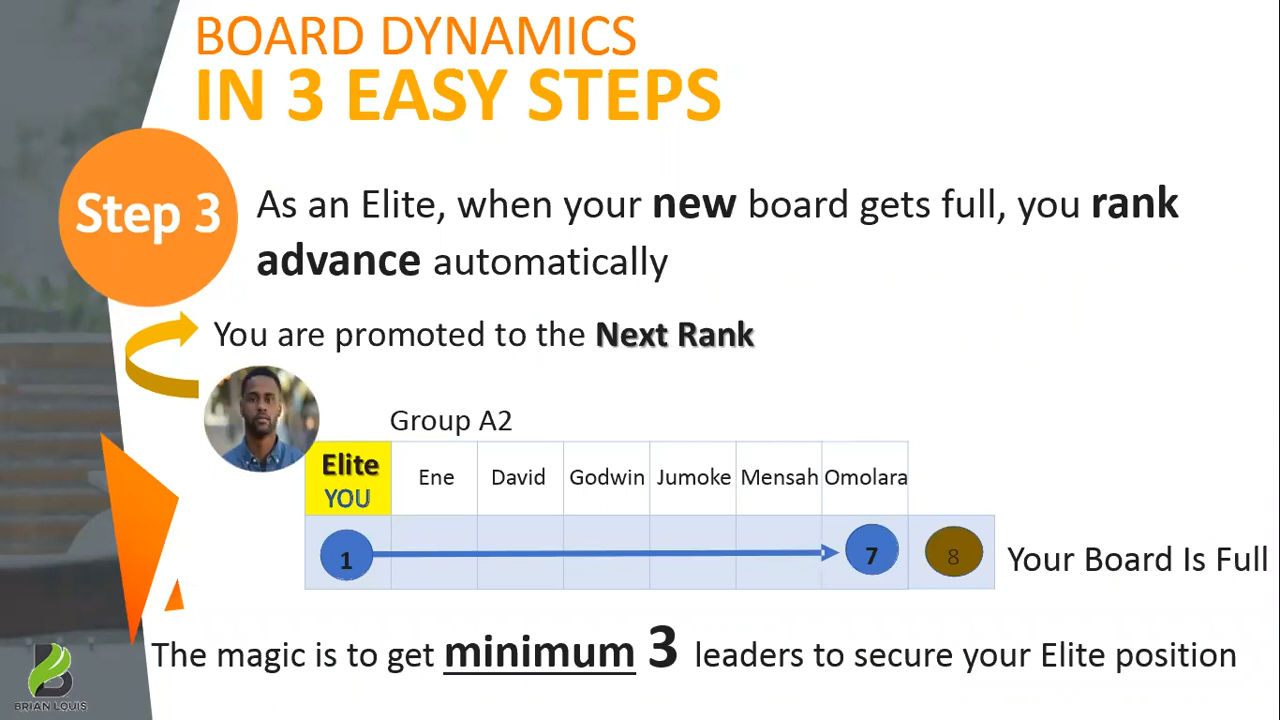 BOARD DYNAMICS
IN 3 EASY STEPS
Step 3
As an Elite, when your new board gets full, you rank
advance automatically
You are promoted to the Next Rank
Group A2
Elite
YOU
Ene
David
Godwin
Jumoke
Mensah
Omolara
1
7
8
Your Board Is Full
The magic is to get minimum 3 leaders to secure your Elite position
BRIAN LOUIS